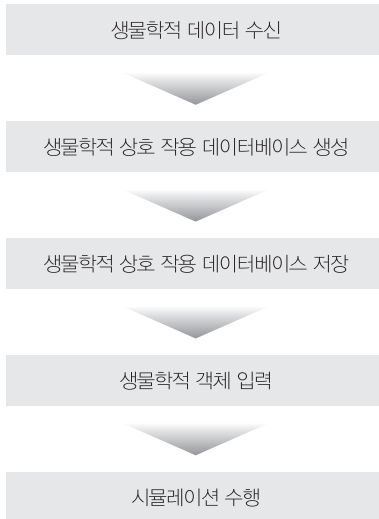 생물학적 데이터 수신
생물학적 상호 작용 데이터베이스 생성
생물학적 상호 작용 데이터베이스 저장
생물학적 객체 입력
시뮬레이션 수행